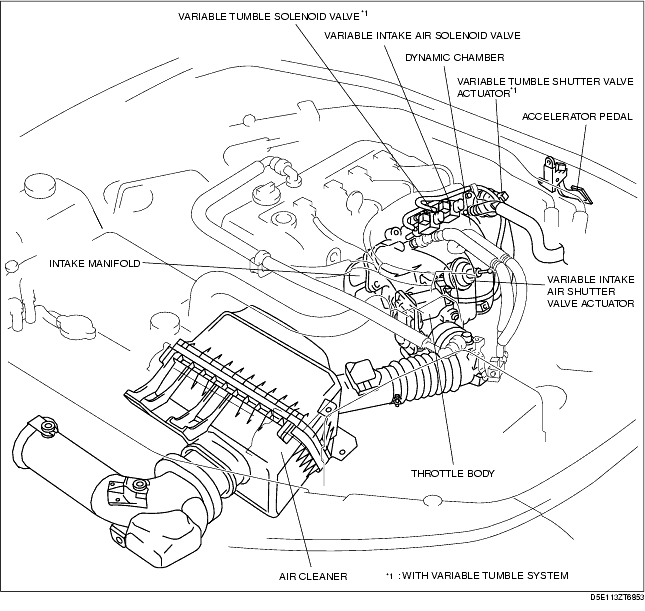 VARIABLE TUMBLE SOLENOID VALVE*1
VARIABLE INTAKE AIR SOLENOID VALVE
DYNAMIC CHAMBER
VARIABLE TUMBLE SHUTTER VALVE
ACTUATOR*1
ACCELERATOR PEDAL
INTAKE MANIFOLD
VARIABLE INTAKE
AIR SHUTTER
VALVE ACTUATOR
THROTTLE BODY
AIR CLEANER
*1 : WITH VARIABLE TUMBLE SYSTEM
D5E113ZT6853